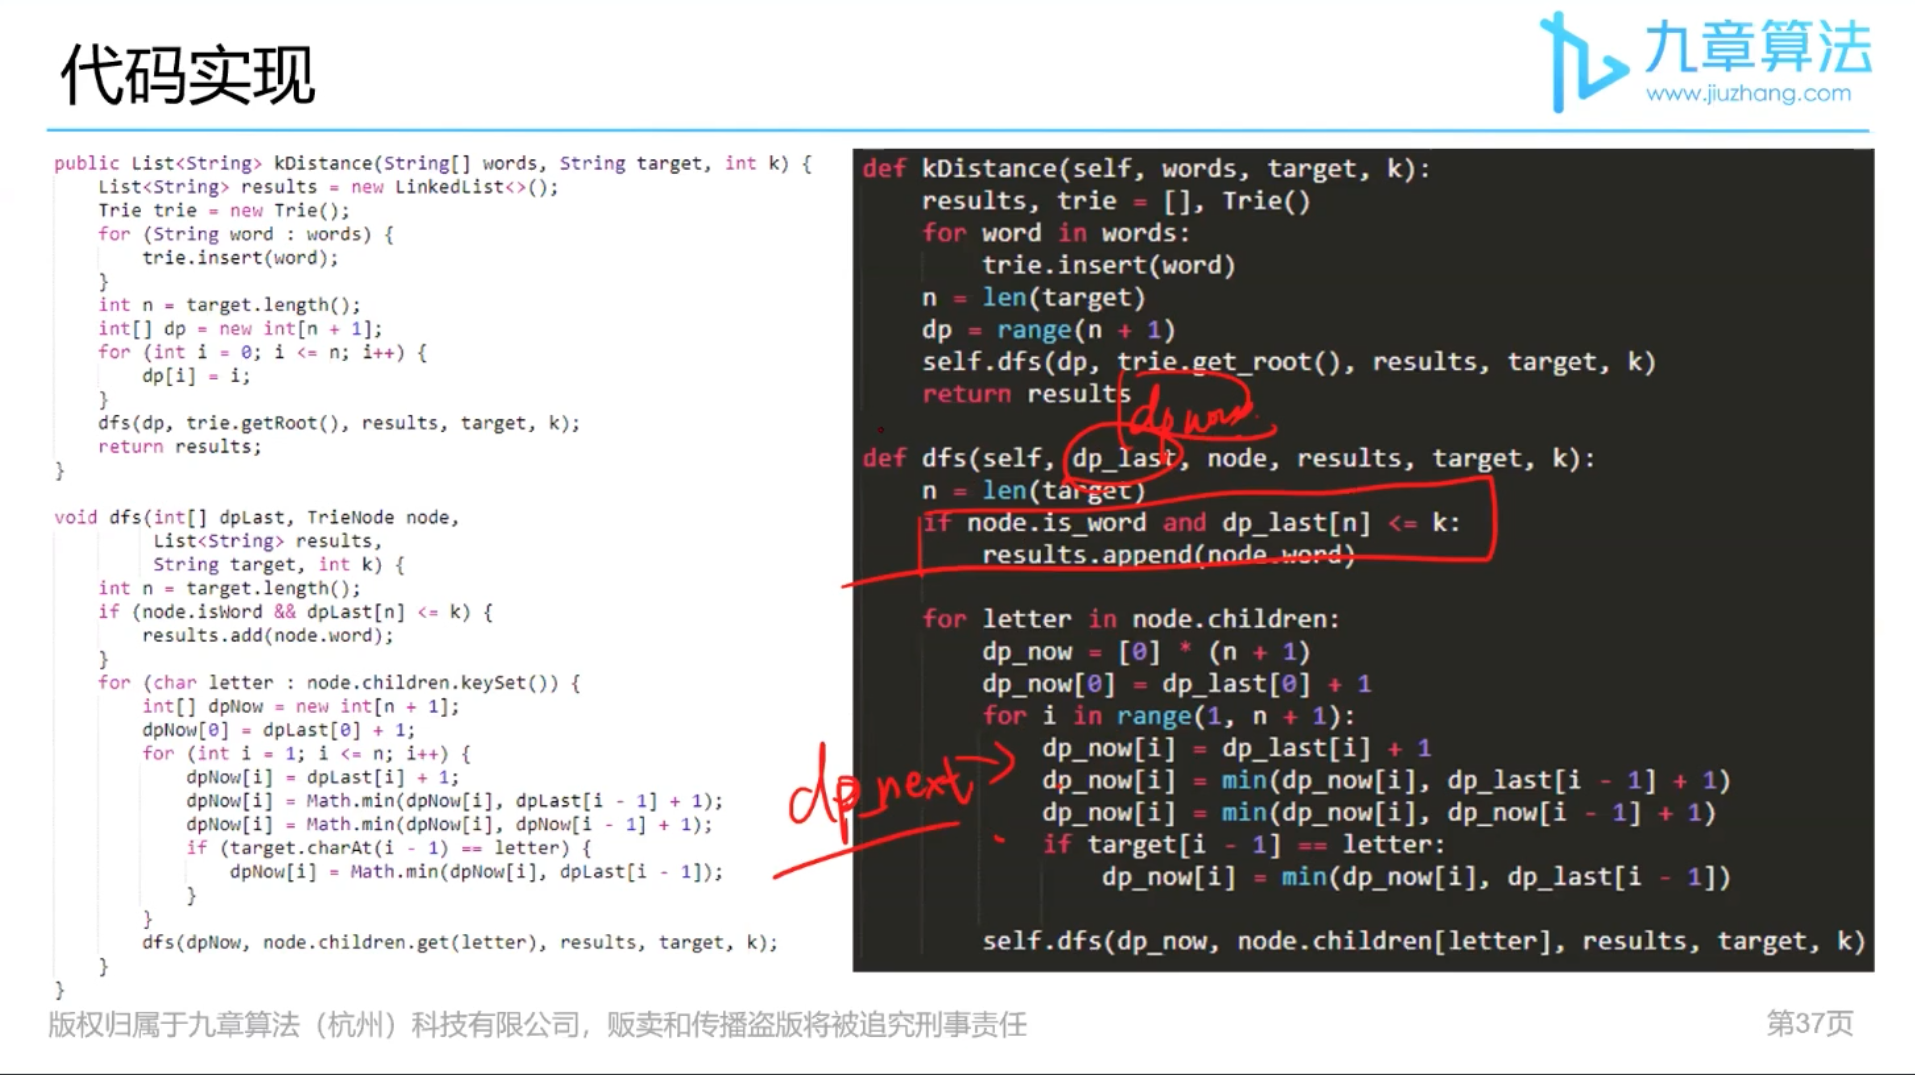 代码实现
九章算法
www.jiuzhang.com
public List<String> kDistance(String[] words, String target, int k) {
List<String> results = new LinkedList<>();
Trie trie = new Trie();
for (String word : words) {
trie.insert(word);
}
int n = target.length();
int[] dp = new int[n + 1];
for (int i = 0; i <= n; i++) {
dp[i] = i;
}
dfs(dp, trie.getRoot(), results, target, k);
return results;
}
void dfs(int[] dpLast, TrieNode node,
List<String> results,
String target, int k) {
int n = target.length();
if (node.isWord && dpLast[n] <= k) {
results.add(node.word);
}
for (char letter : node.children.keySet()) {
int[] dpNow = new int[n + 1];
dpNow[0] = dpLast[0] + 1;
for (int i = 1; i <= n; i++) {
dpNow[i] = dpLast[i] + 1;
dpNow[i] = Math.min(dpNow[i], dpLast[i - 1] + 1);
dpNow[i] = Math.min(dpNow[i], dpNow[i - 1] + 1);
if (target.charAt(i - 1) == letter) {
dpNow[i] = Math.min(dpNow[i], dpLast[i - 1]);
}
}
dfs(dpNow, node.children.get(letter), results, target, k);
}
}
def kDistance(self, words, target, k):
results, trie = [], Trie()
for word in words:
trie.insert(word)
n = len(target)
dp = range(n + 1)
self.dfs(dp, trie.get_root(), results, target, k)
return results
def dfs(self, dp_last, node, results, target, k):
n = len(target)
if node.is_word and dp_last[n] <= k:
results.append(node.word)
for letter in node.children:
dp_now = [0] * (n + 1)
dp_now[0] = dp_last[0] + 1
for i in range(1, n + 1):
dp_now[i] = dp_last[i] + 1
dp_now[i] = min(dp_now[i], dp_last[i - 1] + 1)
dp_now[i] = min(dp_now[i], dp_now[i - 1] + 1)
if target[i - 1] == letter:
dp_now[i] = min(dp_now[i], dp_last[i - 1])
self.dfs(dp_now, node.children[letter], results, target, k)
dp_next
版权归属于九章算法（杭州）科技有限公司，贩卖和传播盗版将被追究刑事责任
第37页